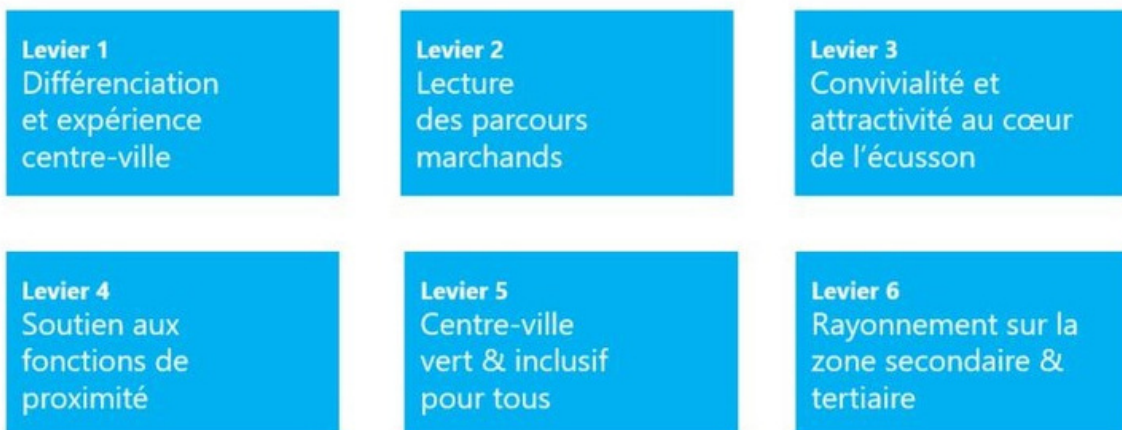 Levier 1
Différenciation
et expérience
centre-ville
Levier 2
Lecture
des parcours
marchands
Levier 3
Convivialité et
attractivité au cœur
de l'écusson
Levier 4
Soutien aux
fonctions de
proximité
Levier 5
Centre-ville
vert & inclusif
pour tous
Levier 6
Rayonnement sur la
zone secondaire &
tertiaire